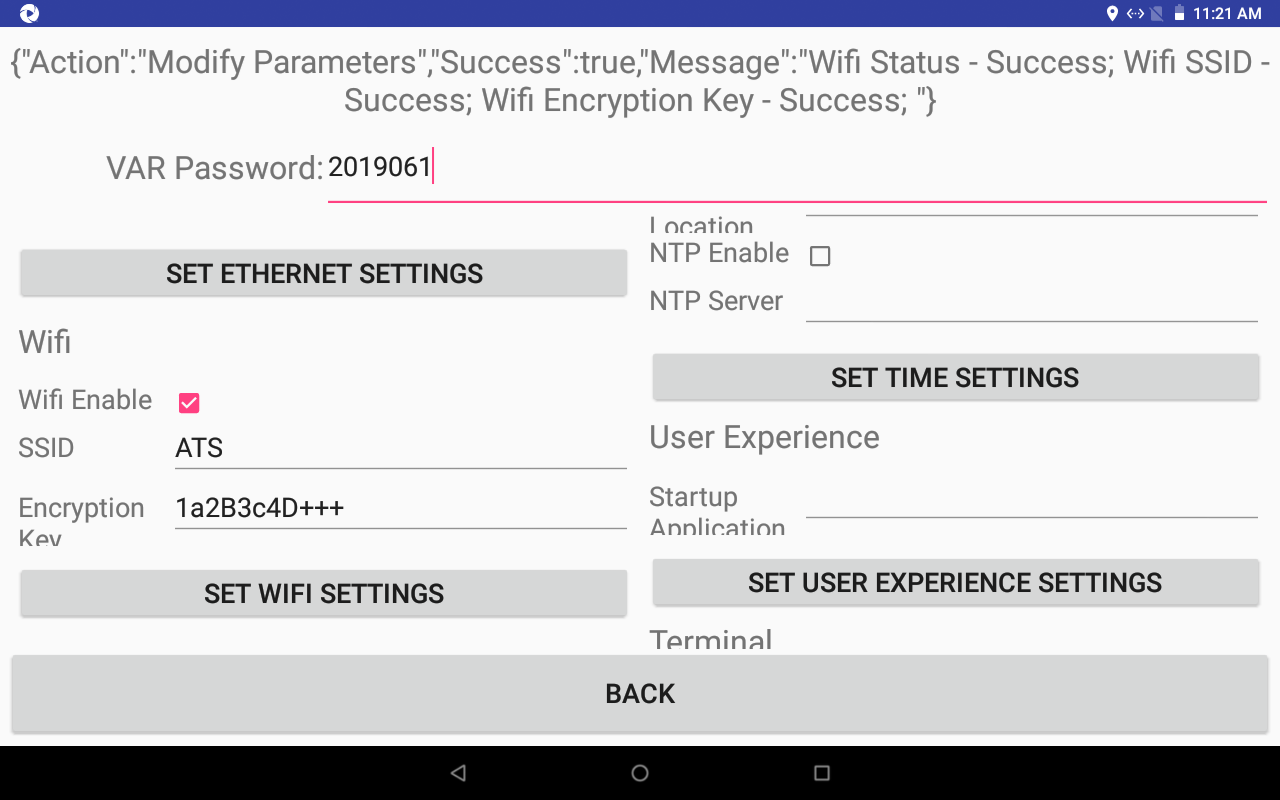 11:21 AM
{"Action":"Modify Parameters","Success":true,"Message":"Wifi Status - Success; Wifi SSID -
Success; Wifi Encryption Key - Success; "}
VAR Password: 2019061
SET ETHERNET SETTINGS
Wifi
Wifi Enable
SSID ATS
Encryption
Key
1a2B3c4D+++
SET WIFI SETTINGS
Location
NTP Enable
NTP Server
SET TIME SETTINGS
User Experience
Startup
Application
SET USER EXPERIENCE SETTINGS
Terminal
BACK